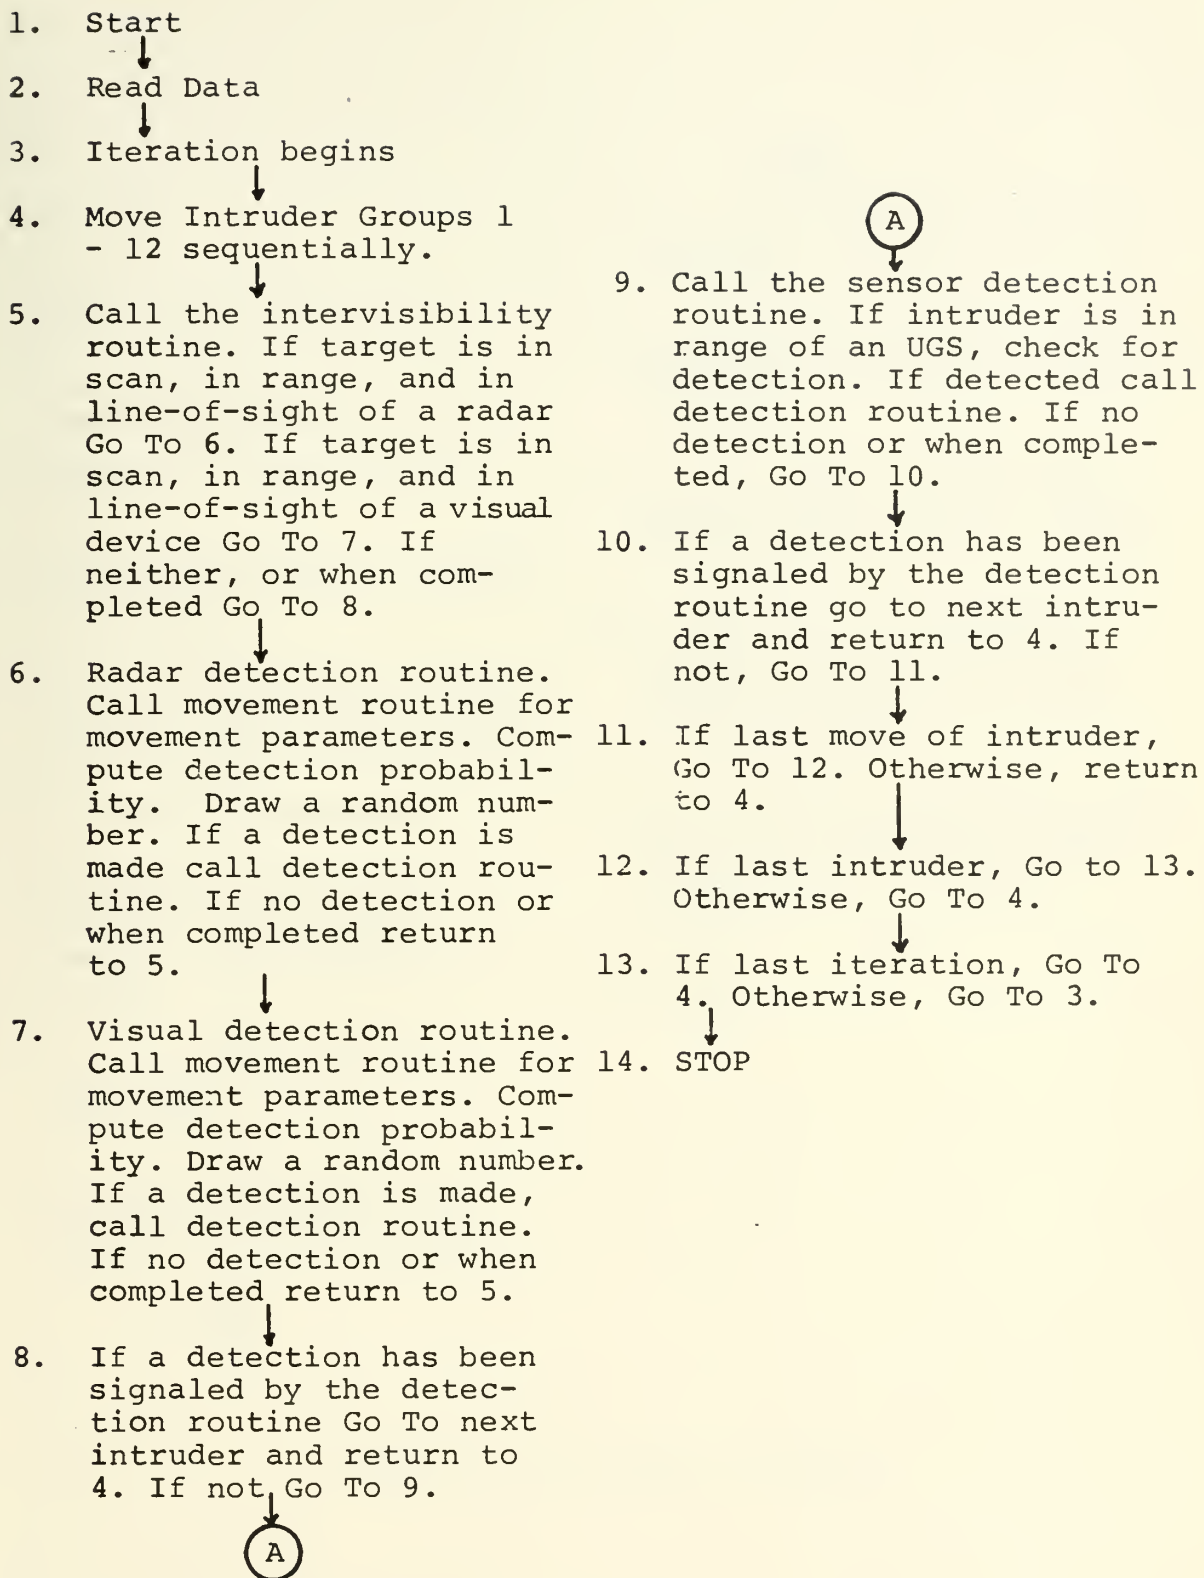 1. Start
2. Read Data
3. Iteration begins
4. Move Intruder Groups 1
- 12 sequentially.
5. Call the intervisibility
routine. If target is in
scan, in range, and in
line-of-sight of a radar
Go To 6. If target is in
scan, in range, and in
line-of-sight of a visual
device Go To 7. If
neither, or when com-
pleted Go To 8.
6. Radar detection routine.
Call movement routine for
movement parameters. Com-
pute detection probabil-
ity. Draw a random num-
ber. If a detection is
made call detection rou-
tine. If no detection or
when completed return
to 5.
7. Visual detection routine.
Call movement routine for
movement parameters. Com-
pute detection probabil-
ity. Draw a random number.
If a detection is made,
call detection routine.
If no detection or when
completed return to 5.
8. If a detection has been
signaled by the detec-
tion routine Go To next
intruder and return to
4. If not Go To 9.
A
A
9. Call the sensor detection
routine. If intruder is in
range of an UGS, check for
detection. If detected call
detection routine. If no
detection or when comple-
ted, Go To 10.
10. If a detection has been
signaled by the detection
routine go to next intru-
der and return to 4. If
not, Go To 11.
11. If last move of intruder,
Go To 12. Otherwise, return
to 4.
12. If last intruder, Go to 13.
Otherwise, Go To 4.
13. If last iteration, Go To
4. Otherwise, Go To 3.
14. STOP